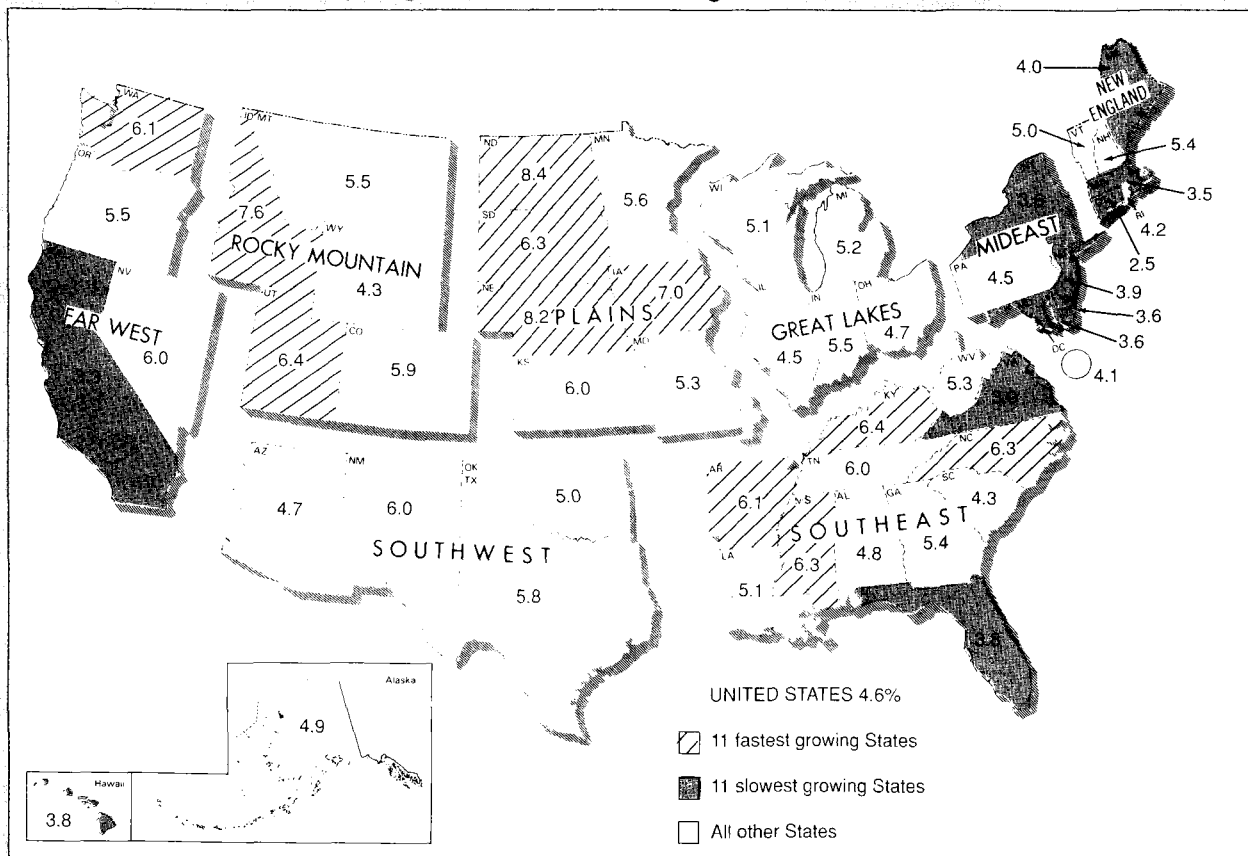 WA
6.1
OR
5.5
ID MT
7.6
5.5
WY
ROCKY MOUNTAIN
4.3
NV
FAR WEST
6.0
UT
6.4
CO
5.9
ND
8.4
SD
6.3
NE
8.2
PLAINS
MN
5.6
IA
7.0
KS
6.0
MO
5.3
WI
5.1
MI
5.2
GREAT LAKES
IL
4.5
IN
5.5
OH
4.7
4.0
NEW
ENGLAND
VT
5.0
NH
5.4
3.5
RI
4.2
2.5
MIDEAST
PA
4.5
3.9
3.6
3.6
DC
4.1
WV
5.3
KY
6.4
TN
6.0
NC
6.3
SC
4.3
AR
6.1
LA
5.1
MS
6.3
AL
4.8
GA
5.4
SOUTHEAST
AZ
4.7
NM
6.0
OK
TX
5.0
5.8
SOUTHWEST
Alaska
4.9
Hawaii
3.8
UNITED STATES 4.6%
11 fastest growing States
11 slowest growing States
All other States